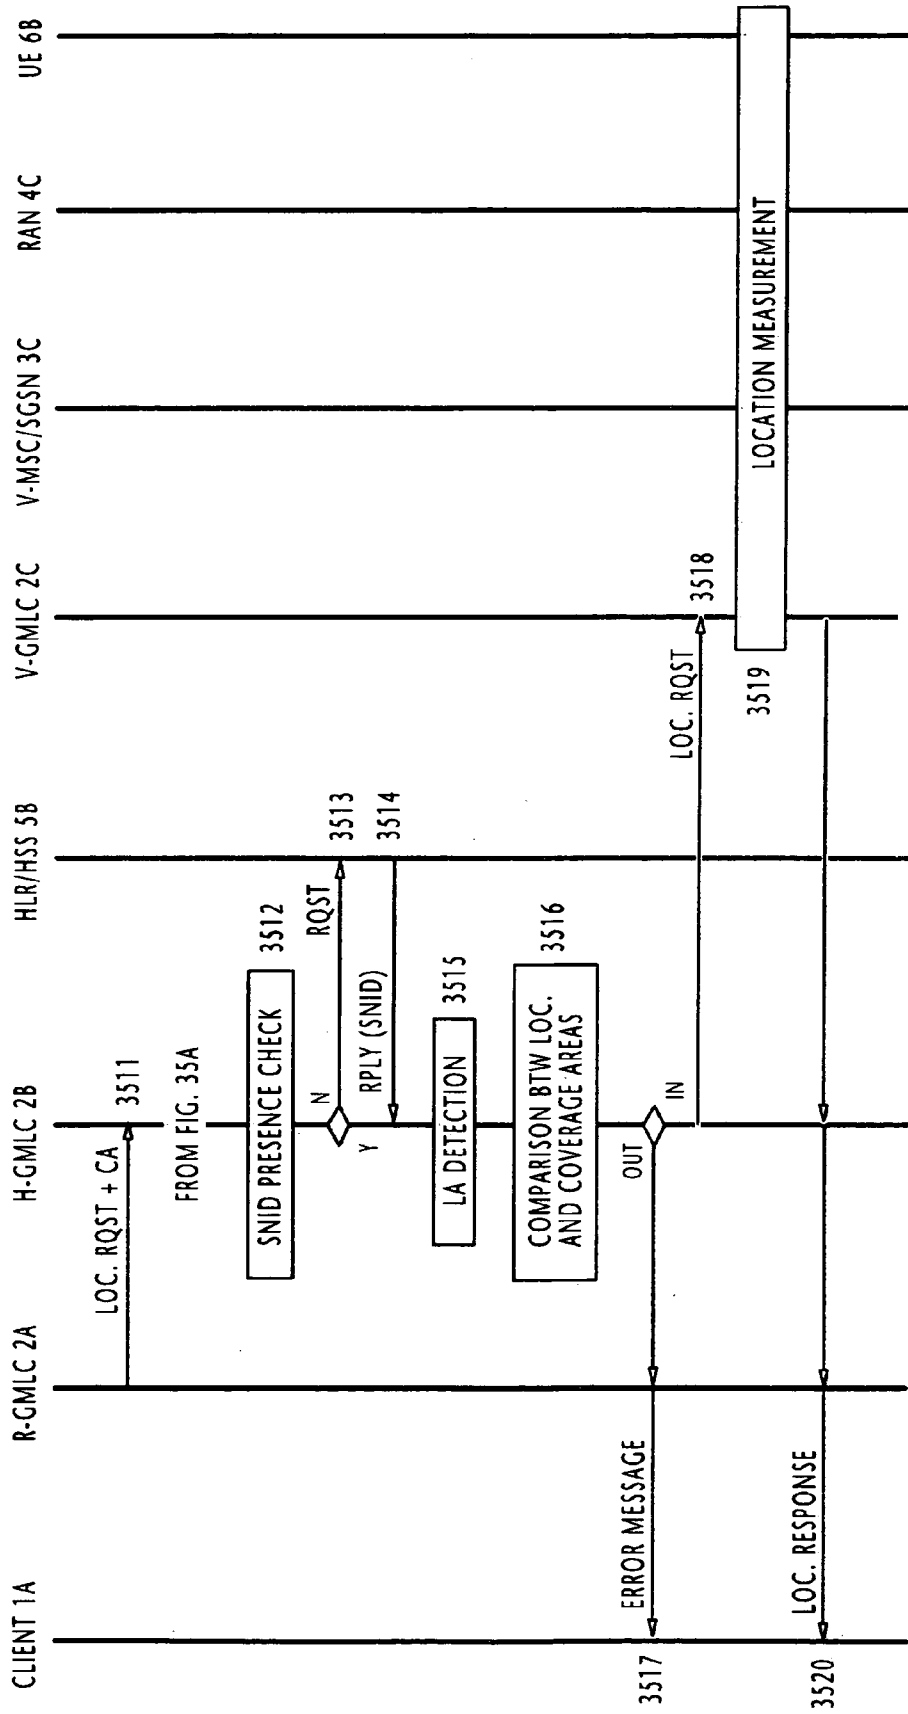 CLIENT 1A
R-GMLC 2A
H-GMLC 2B
HLR/HSS 5B
V-GMLC 2C
V-MSC/SGSN 3C
RAN 4C
UE 6B
LOC. RQST + CA
3511
FROM FIG. 35A
SNID PRESENCE CHECK
3512
N
RQST
3513
Y
RPLY (SNID)
3514
LA DETECTION
3515
COMPARISON BTW LOC.
AND COVERAGE AREAS
3516
OUT
IN
3517
ERROR MESSAGE
LOC. RQST
3518
3519
LOCATION MEASUREMENT
3520
LOC. RESPONSE